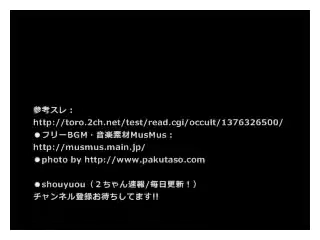 参考スレ：
http://toro.2ch.net/test/read.cgi/occult/1376326500/
●フリーBGM・音楽素材MusMus：
http://musmus.main.jp/
●photo by http://www.pakutaso.com
●shouyuou（２ちゃん速報/毎日更新！）
チャンネル登録お待ちしてます!!